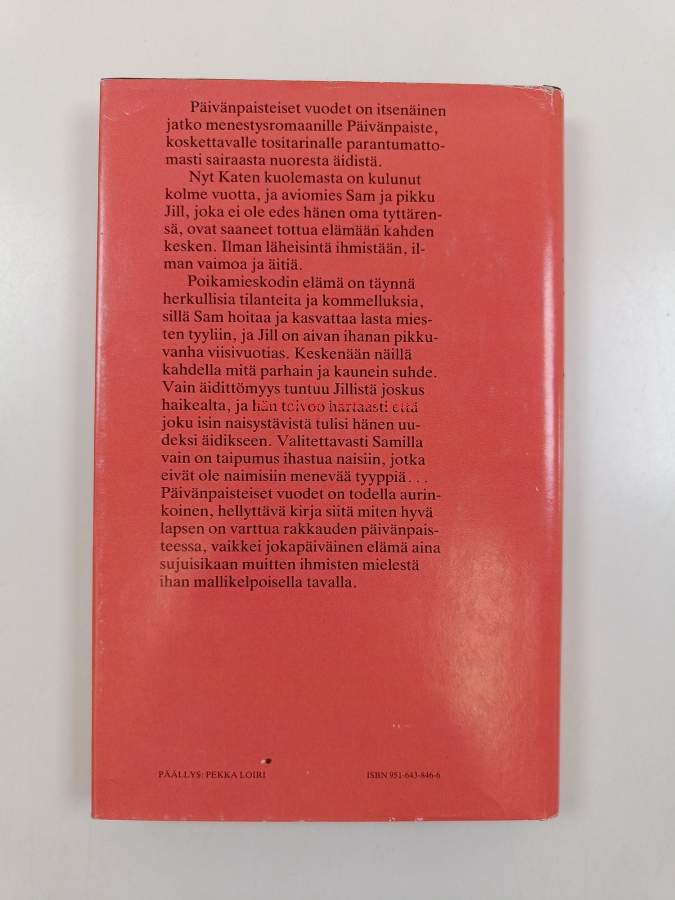 Päivänpaisteiset vuodet on itsenäinen
jatko menestysromaanille Päivänpaiste,
koskettavalle tositarinalle parantumatto-
masti sairaasta nuoresta äidistä.
Nyt Katen kuolemasta on kulunut
kolme vuotta, ja aviomies Sam ja pikku
Jill, joka ei ole edes hänen oma tyttären-
sä, ovat saaneet tottua elämään kahden
kesken. Ilman läheisintä ihmistään, il-
man vaimoa ja äitiä.
Poikamieskodin elämä on täynnä
herkullisia tilanteita ja kommelluksia,
sillä Sam hoitaa ja kasvattaa lasta mies-
ten tyyliin, ja Jill on aivan ihanan pikku-
vanha viisivuotias. Keskenään näillä
kahdella mitä parhain ja kaunein suhde.
Vain äidittömyys tuntuu Jillistä joskus
haikealta, ja hän toivoo hartaasti että
joku isin naisystävistä tulisi hänen uu-
deksi äidikseen. Valitettavasti Samilla
vain on taipumus ihastua naisiin, jotka
eivät ole naimisiin menevää tyyppiä...
Päivänpaisteiset vuodet on todella aurin-
koinen, hellyttävä kirja siitä miten hyvä
lapsen on varttua rakkauden päivänpais-
teessa, vaikkei jokapäiväinen elämä aina
sujuisikaan muitten ihmisten mielestä
ihan mallikelpoisella tavalla.
PÄÄLLYS: PEKKA LOIRI
ISBN 951-643-846-6